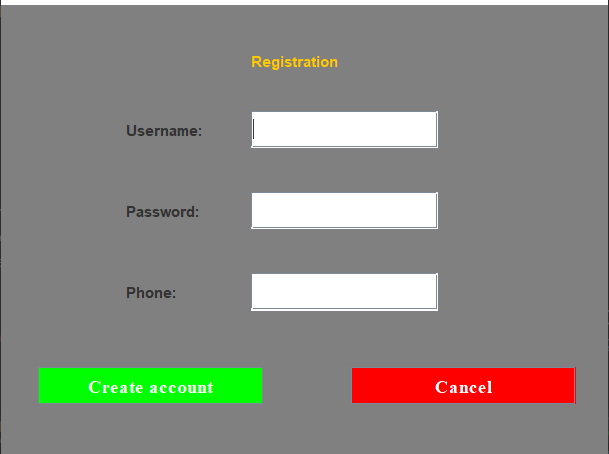 Registration
Username:
Password:
Phone:
Create account
Cancel